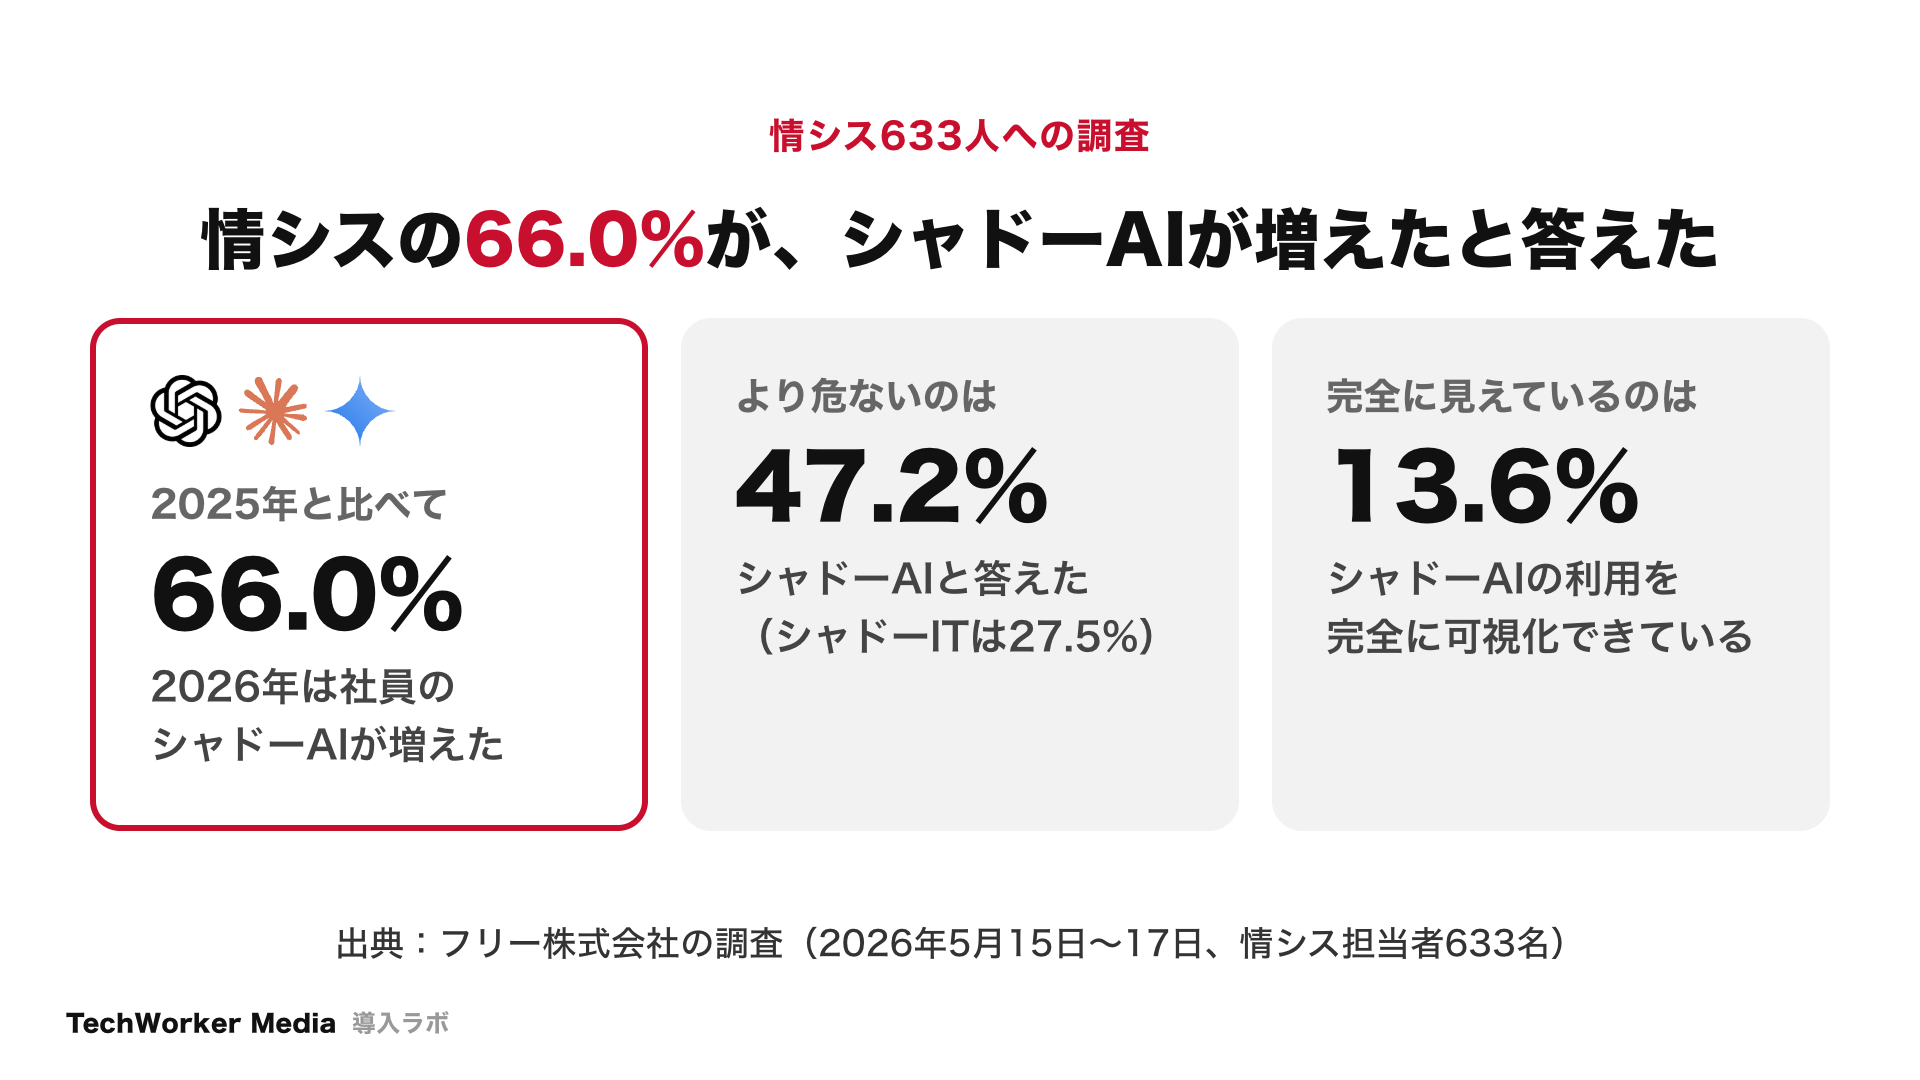 情シス633人への調査
情シスの66.0%が、シャドーAIが増えたと答えた
2025年と比べて
66.0%
2026年は社員の
シャドーAIが増えた
より危ないのは
47.2%
シャドーAIと答えた
（シャドーITは27.5%）
完全に見えているのは
13.6%
シャドーAIの利用を
完全に可視化できている
出典：フリー株式会社の調査（2026年5月15日〜17日、情シス担当者633名）
TechWorker Media 導入ラボ